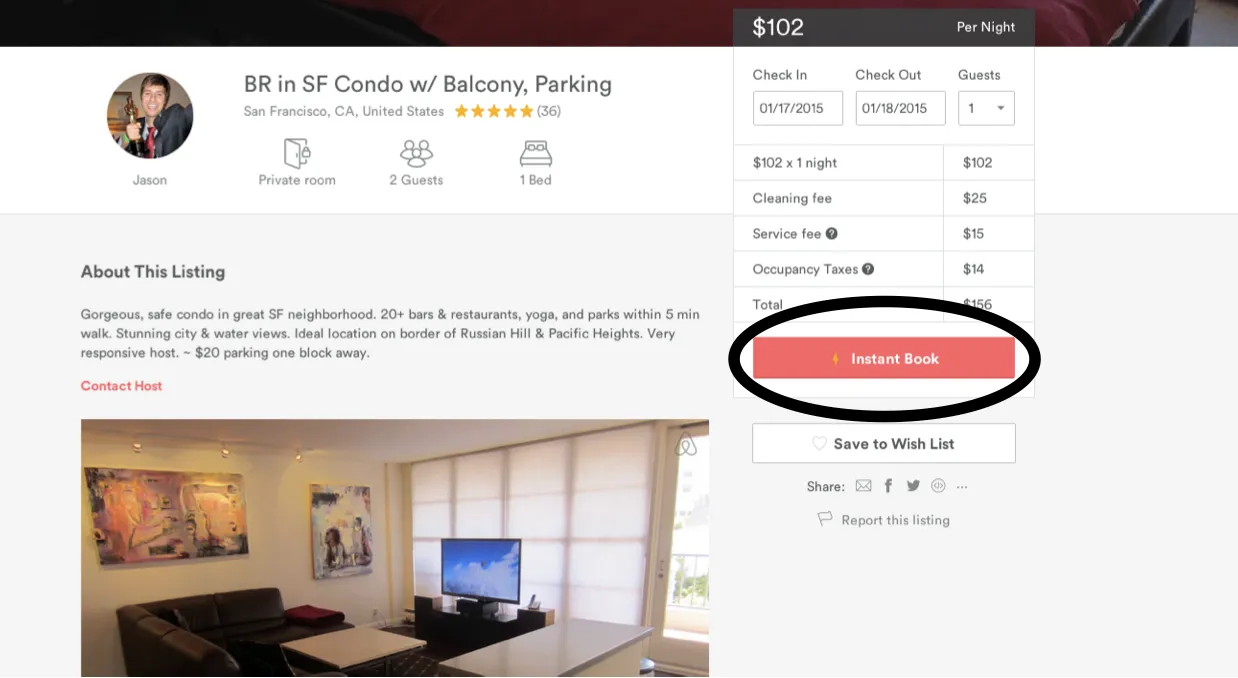 $102 Per Night
BR in SF Condo w/ Balcony, Parking
San Francisco, CA, United States (36)
Jason
Private room
2 Guests
1 Bed
Check In Check Out Guests
01/17/2015 01/18/2015 1
$102 x 1 night $102
Cleaning fee $25
Service fee ? $15
Occupancy Taxes ? $14
Total $156
Instant Book
Save to Wish List
Share: ...
Report this listing
About This Listing
Gorgeous, safe condo in great SF neighborhood. 20+ bars & restaurants, yoga, and parks within 5 min
walk. Stunning city & water views. Ideal location on border of Russian Hill & Pacific Heights. Very
responsive host. ~ $20 parking one block away.
Contact Host